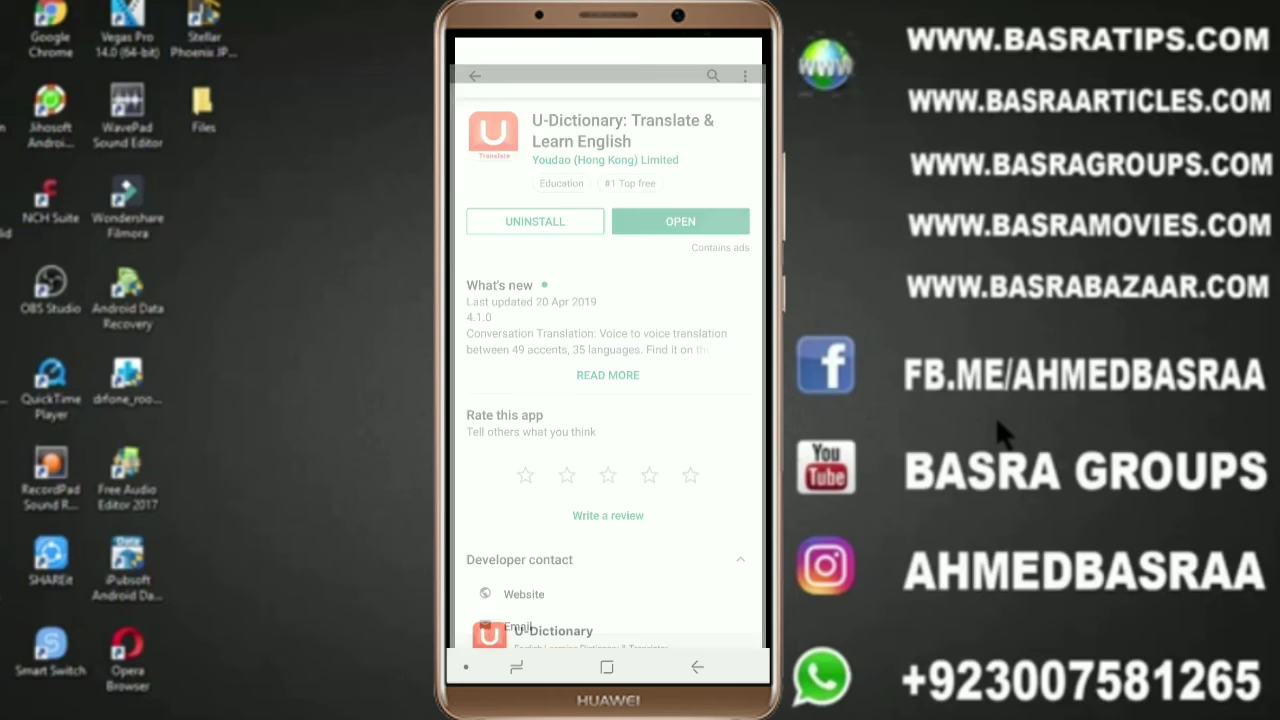 Google
Chrome
Vegas Pro
14.0 (64-bit)
Stellar
Phoenix JP...
Jihosoft
Androi...
WavePad
Sound Editor
Files
NCH Suite
Wondershare
Filmora
OBS Studio
Android Data
Recovery
QuickTime
Player
drfone_roo...
RecordPad
Sound R...
Free Audio
Editor 2017
SHAREit
iPubsoft
Android Da...
Smart Switch
Opera
Browser
U
Translate
U-Dictionary: Translate &
Learn English
Youdao (Hong Kong) Limited
Education
#1 Top free
UNINSTALL
OPEN
Contains ads
What's new
Last updated 20 Apr 2019
4.1.0
Conversation Translation: Voice to voice translation
between 49 accents, 35 languages. Find it on the
READ MORE
Rate this app
Tell others what you think
Write a review
Developer contact
Website
Email
U-Dictionary
HUAWEI
WWW
WWW.BASRATIPS.COM
WWW.BASRAARTICLES.COM
WWW.BASRAGROUPS.COM
WWW.BASRAMOVIES.COM
WWW.BASRABAZAAR.COM
FB.ME/AHMEDBASRAA
You
Tube
BASRA GROUPS
AHMEDBASRAA
+923007581265